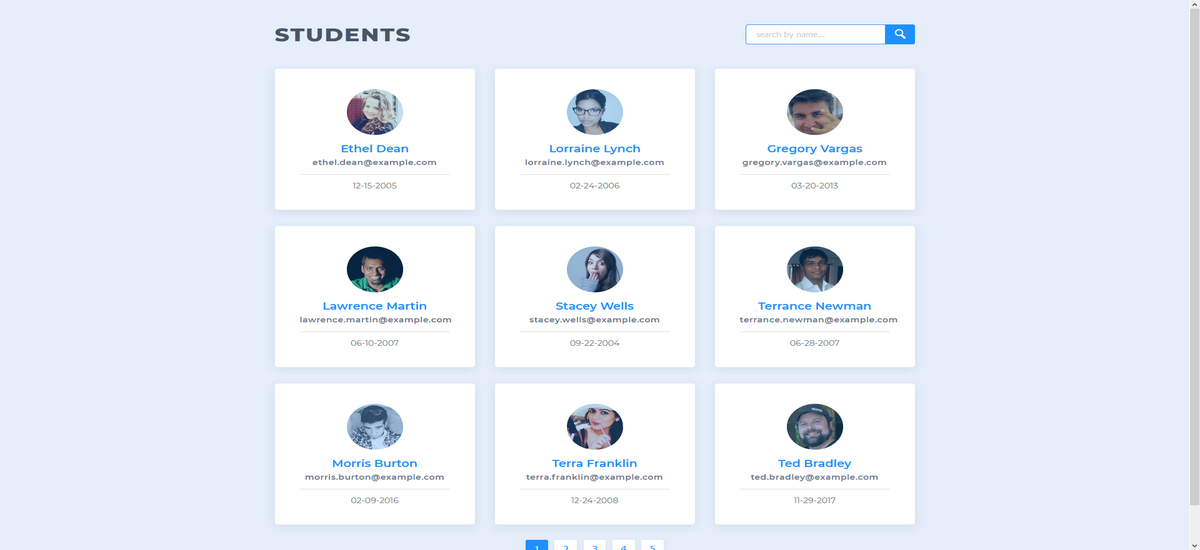 STUDENTS
search by name...
Ethel Dean
ethel.dean@example.com
12-15-2005
Lorraine Lynch
lorraine.lynch@example.com
02-24-2006
Gregory Vargas
gregory.vargas@example.com
03-20-2013
Lawrence Martin
lawrence.martin@example.com
06-10-2007
Stacey Wells
stacey.wells@example.com
09-22-2004
Terrance Newman
terrance.newman@example.com
06-28-2007
Morris Burton
morris.burton@example.com
02-09-2016
Terra Franklin
terra.franklin@example.com
12-24-2008
Ted Bradley
ted.bradley@example.com
11-29-2017
1 2 3 4 5